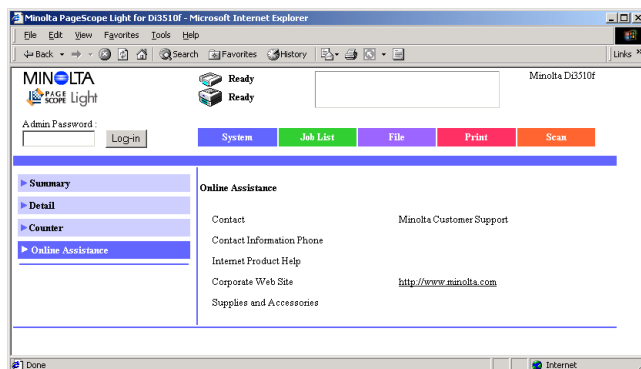 Minolta PageScope Light for Di3510f - Microsoft Internet Explorer
File Edit View Favorites Tools Help
Back Search Favorites History Links »
MINOLTA Ready Minolta Di3510f
PAGE SCOPE Light Ready
Admin Password :
Log-in System Job List File Print Scan
Summary
Online Assistance
Detail
Contact Minolta Customer Support
Counter
Contact Information Phone
Online Assistance
Internet Product Help
Corporate Web Site http://www.minolta.com
Supplies and Accessories
Done Internet